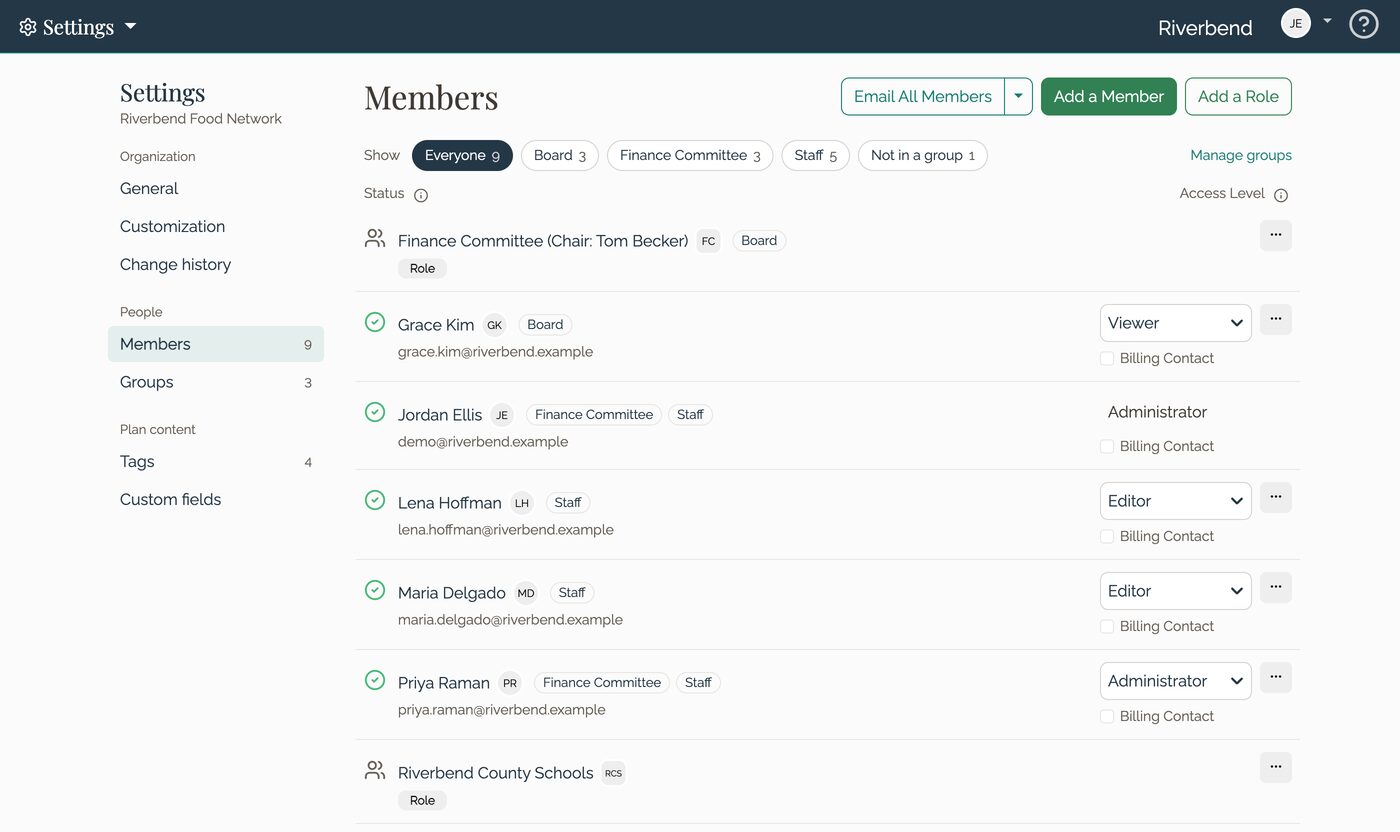 Settings
Riverbend JE
Settings
Riverbend Food Network
Organization
General
Customization
Change history
People
Members 9
Groups 3
Plan content
Tags 4
Custom fields
Members
Email All Members
Add a Member
Add a Role
Show Everyone 9 Board 3 Finance Committee 3 Staff 5 Not in a group 1 Manage groups
Status Access Level
Finance Committee (Chair: Tom Becker) FC Board
Role
Grace Kim GK Board Viewer
grace.kim@riverbend.example Billing Contact
Jordan Ellis JE Finance Committee Staff Administrator
demo@riverbend.example Billing Contact
Lena Hoffman LH Staff Editor
lena.hoffman@riverbend.example Billing Contact
Maria Delgado MD Staff Editor
maria.delgado@riverbend.example Billing Contact
Priya Raman PR Finance Committee Staff Administrator
priya.raman@riverbend.example Billing Contact
Riverbend County Schools RCS
Role